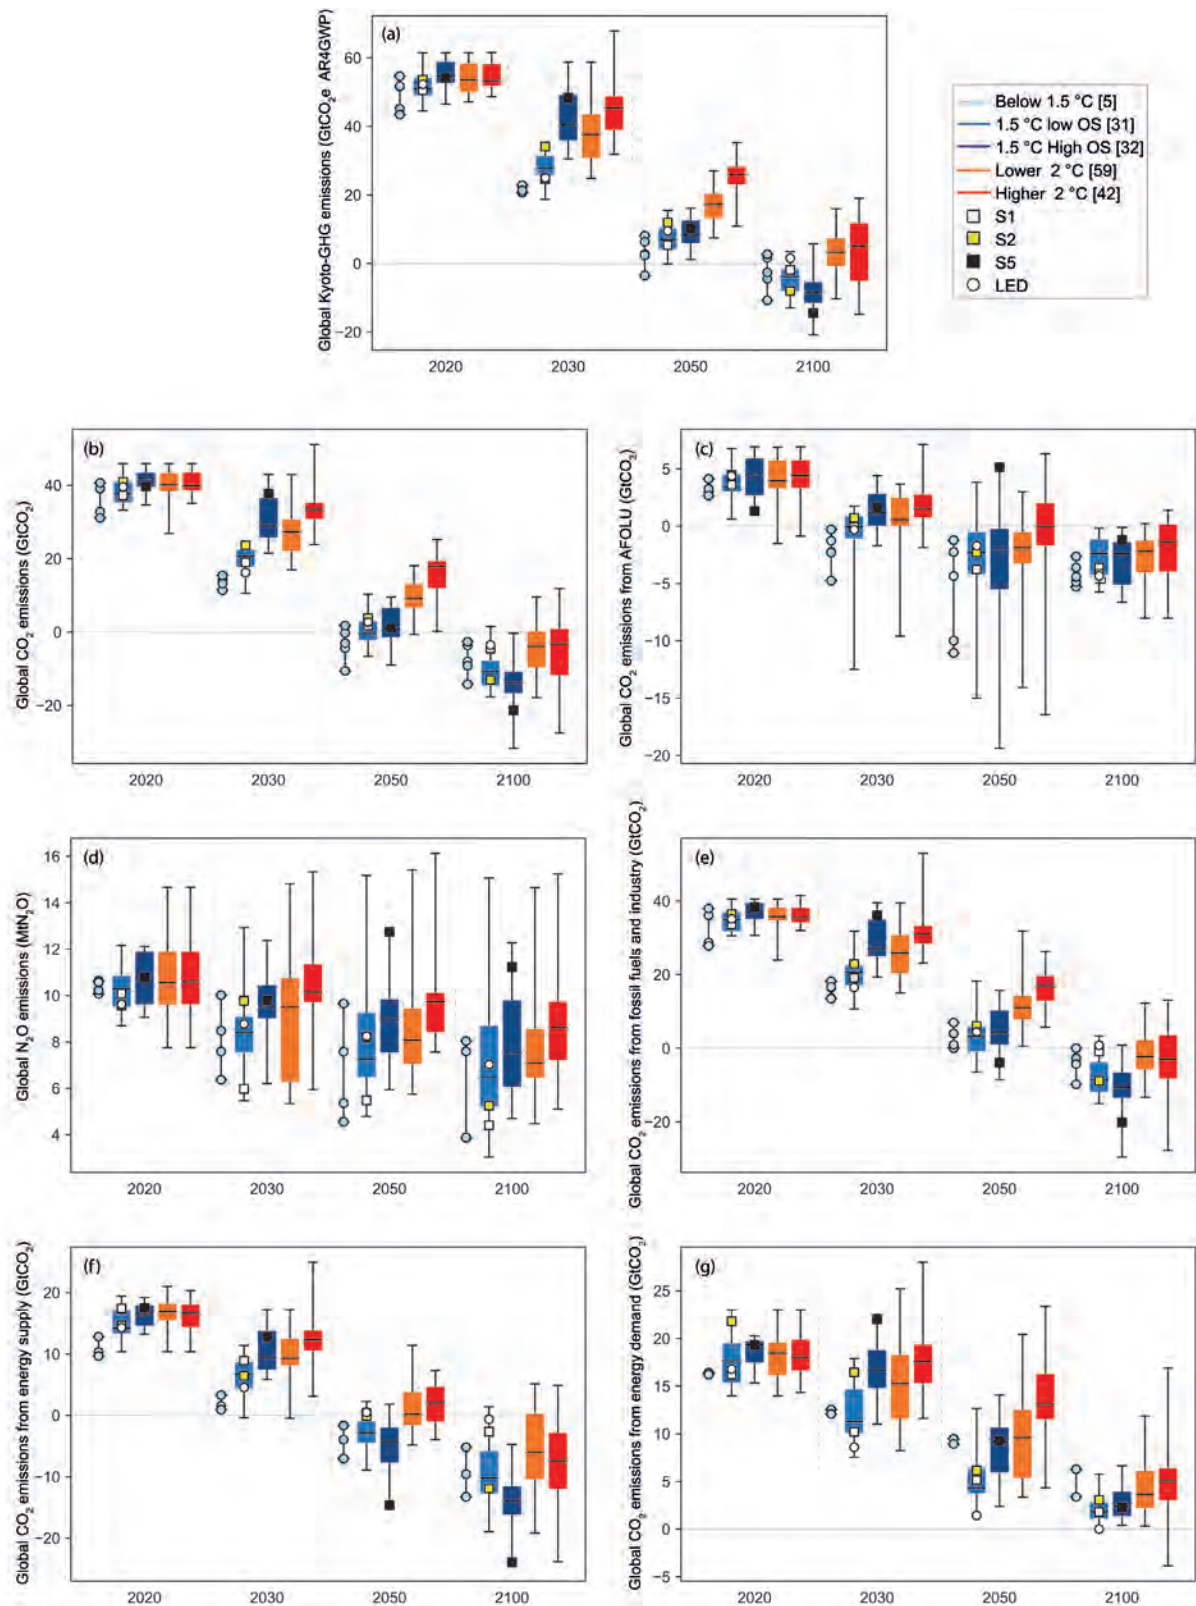 (a)
Global Kyoto-GHG emissions (GtCO₂e AR4GWP)
60
40
20
0
−20
2020 2030 2050 2100
Below 1.5 °C [5]
1.5 °C low OS [31]
1.5 °C High OS [32]
Lower 2 °C [59]
Higher 2 °C [42]
S1
S2
S5
LED
(b)
Global CO₂ emissions (GtCO₂)
40
20
0
−20
2020 2030 2050 2100
(c)
Global CO₂ emissions from AFOLU (GtCO₂)
5
0
−5
−10
−15
−20
2020 2030 2050 2100
(d)
Global N₂O emissions (MtN₂O)
16
14
12
10
8
6
4
2020 2030 2050 2100
(e)
Global CO₂ emissions from fossil fuels and industry (GtCO₂)
40
20
0
−20
2020 2030 2050 2100
(f)
Global CO₂ emissions from energy supply (GtCO₂)
20
10
0
−10
−20
2020 2030 2050 2100
(g)
Global CO₂ emissions from energy demand (GtCO₂)
25
20
15
10
5
0
−5
2020 2030 2050 2100